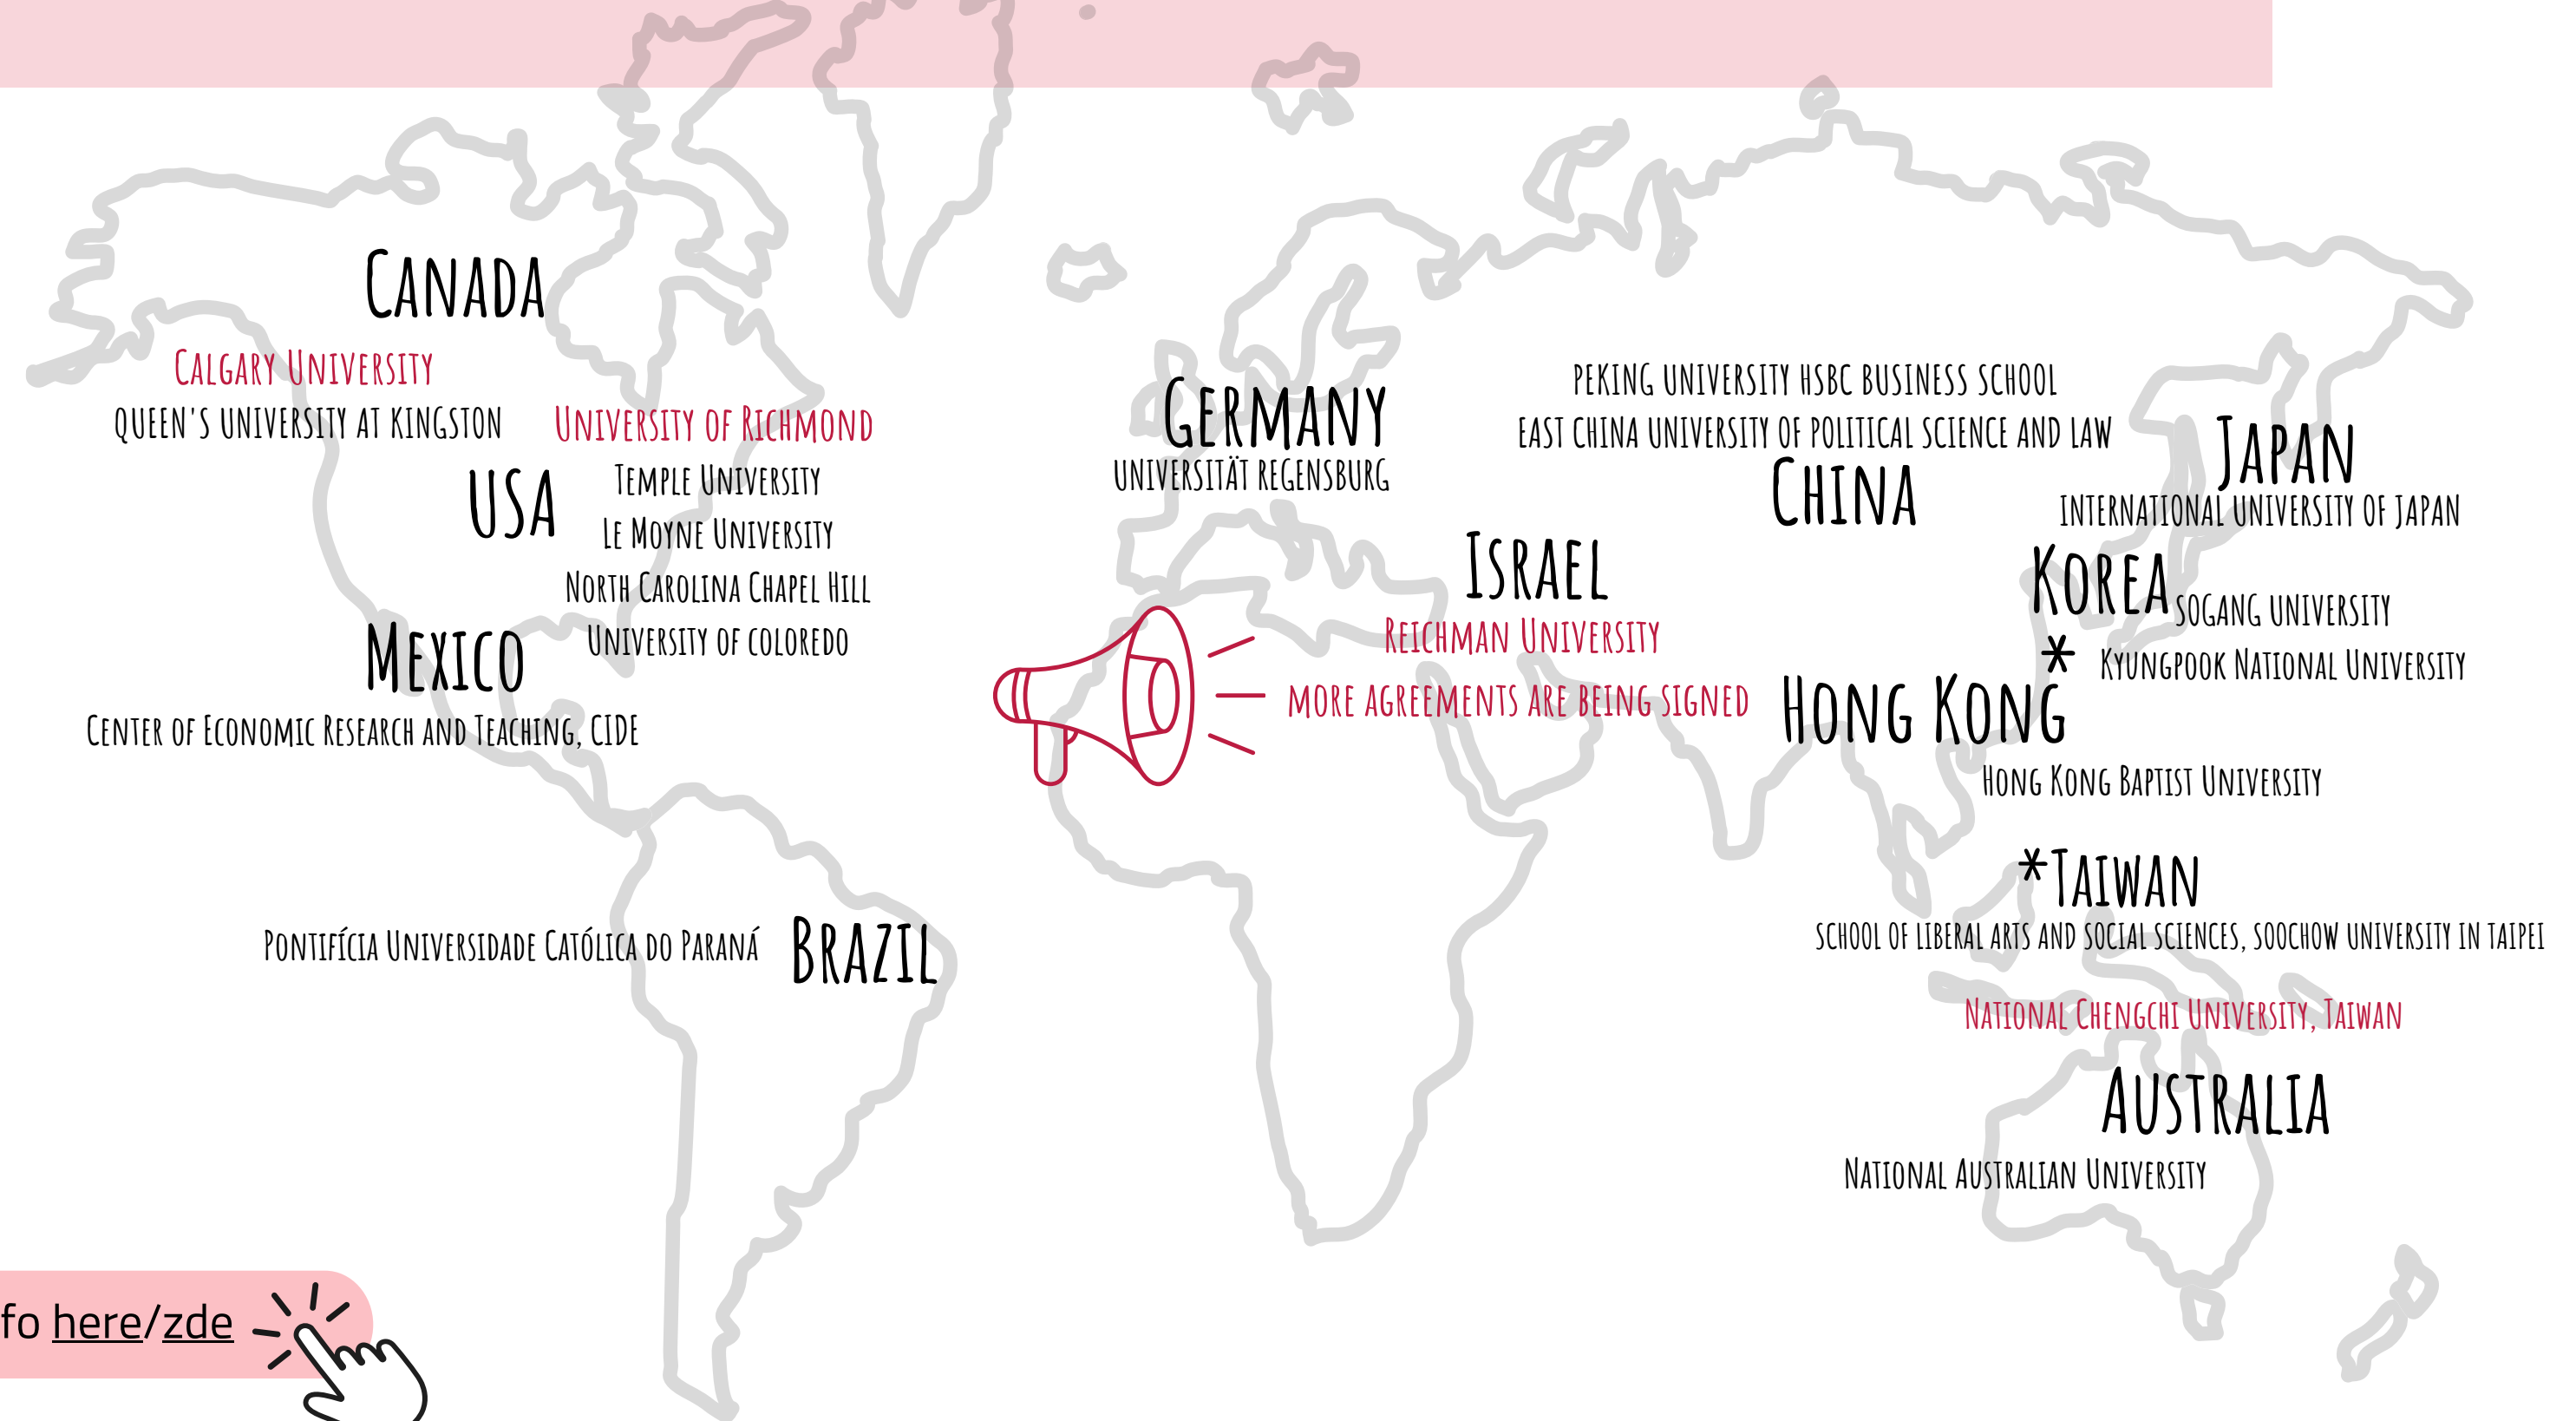 Canada
Calgary University
QUEEN'S UNIVERSITY AT KINGSTON
USA
University of Richmond
Temple University
Le Moyne University
North Carolina Chapel Hill
University of coloredo
Mexico
Center of Economic Research and Teaching, CIDE
Pontifícia Universidade Católica do Paraná
Brazil
Germany
UNIVERSITÄT REGENSBURG
Israel
Reichman University
MORE AGREEMENTS ARE BEING SIGNED
PEKING UNIVERSITY HSBC BUSINESS SCHOOL
EAST CHINA UNIVERSITY OF POLITICAL SCIENCE AND LAW
China
Japan
INTERNATIONAL UNIVERSITY OF JAPAN
Korea
SOGANG UNIVERSITY
Kyungpook National University
Hong Kong*
Hong Kong Baptist University
*Taiwan
SCHOOL OF LIBERAL ARTS AND SOCIAL SCIENCES, SOOCHOW UNIVERSITY IN TAIPEI
National Chengchi University, Taiwan
Australia
National Australian University
fo here/zde